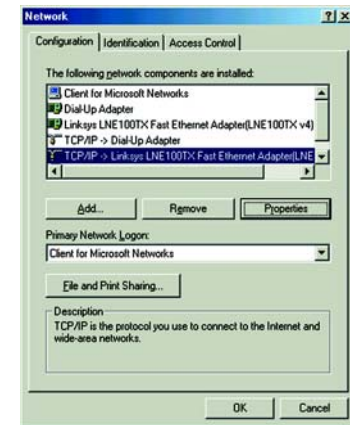 Network
Configuration Identification Access Control
The following network components are installed:
Client for Microsoft Networks
Dial-Up Adapter
Linksys LNE100TX Fast Ethernet Adapter(LNE100TX v4)
TCP/IP -> Dial-Up Adapter
TCP/IP -> Linksys LNE100TX Fast Ethernet Adapter(LNE
Add... Remove Properties
Primary Network Logon:
Client for Microsoft Networks
File and Print Sharing...
Description
TCP/IP is the protocol you use to connect to the Internet and
wide-area networks.
OK Cancel